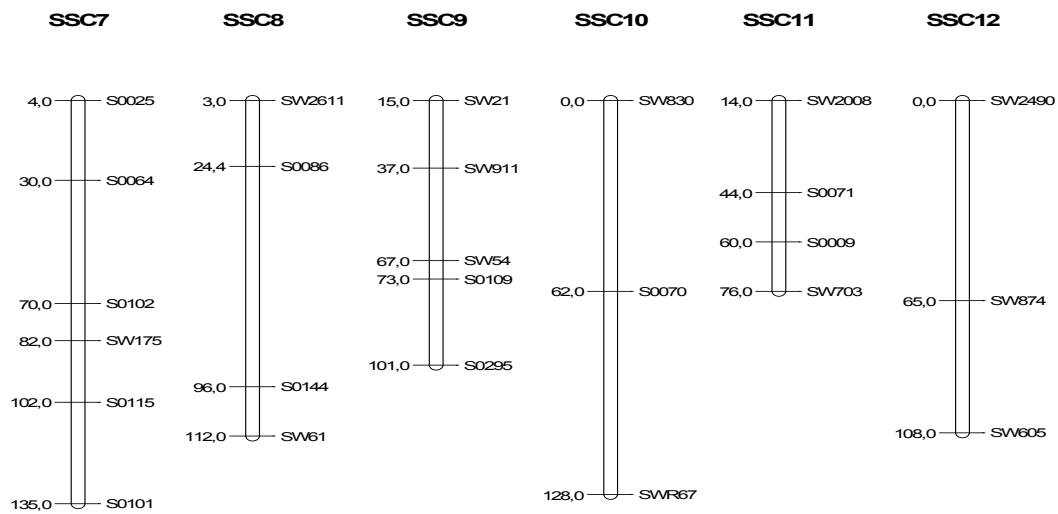 SSC7 SSC8 SSC9 SSC10 SSC11 SSC12
4,0 S0025
30,0 S0064
70,0 S0102
82,0 SW175
102,0 S0115
135,0 S0101
3,0 SW2611
24,4 S0086
96,0 S0144
112,0 SW61
15,0 SW21
37,0 SW911
67,0 SW54
73,0 S0109
101,0 S0295
0,0 SW830
62,0 S0070
128,0 SWR67
14,0 SW2008
44,0 S0071
60,0 S0009
76,0 SW703
0,0 SW2490
65,0 SW874
108,0 SW605